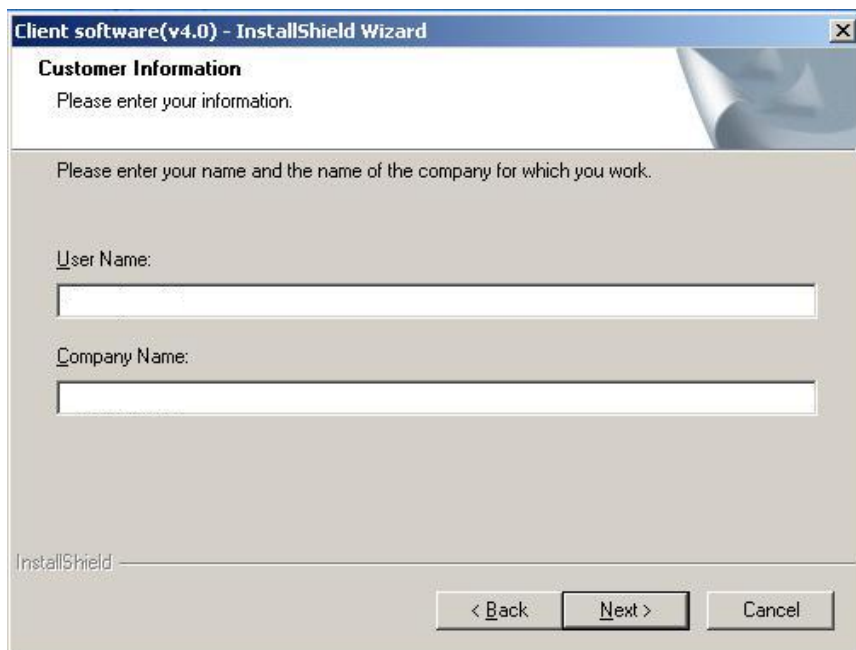 Client software(v4.0) - InstallShield Wizard
Customer Information
Please enter your information.
Please enter your name and the name of the company for which you work.
User Name:
Company Name:
InstallShield
< Back Next > Cancel